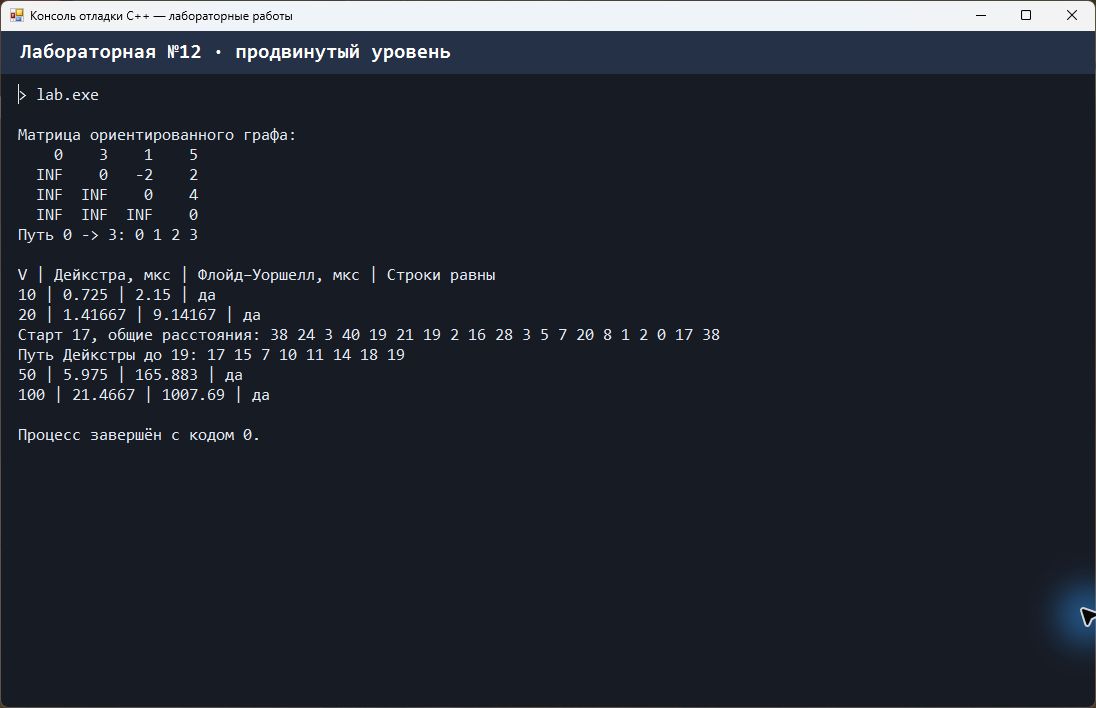 Консоль отладки C++ — лабораторные работы
Лабораторная №12 · продвинутый уровень
> lab.exe
Матрица ориентированного графа:
0 3 1 5
INF 0 -2 2
INF INF 0 4
INF INF INF 0
Путь 0 -> 3: 0 1 2 3
V | Дейкстра, мкс | Флойд–Уоршелл, мкс | Строки равны
10 | 0.725 | 2.15 | да
20 | 1.41667 | 9.14167 | да
Старт 17, общие расстояния: 38 24 3 40 19 21 19 2 16 28 3 5 7 20 8 1 2 0 17 38
Путь Дейкстры до 19: 17 15 7 10 11 14 18 19
50 | 5.975 | 165.883 | да
100 | 21.4667 | 1007.69 | да
Процесс завершён с кодом 0.